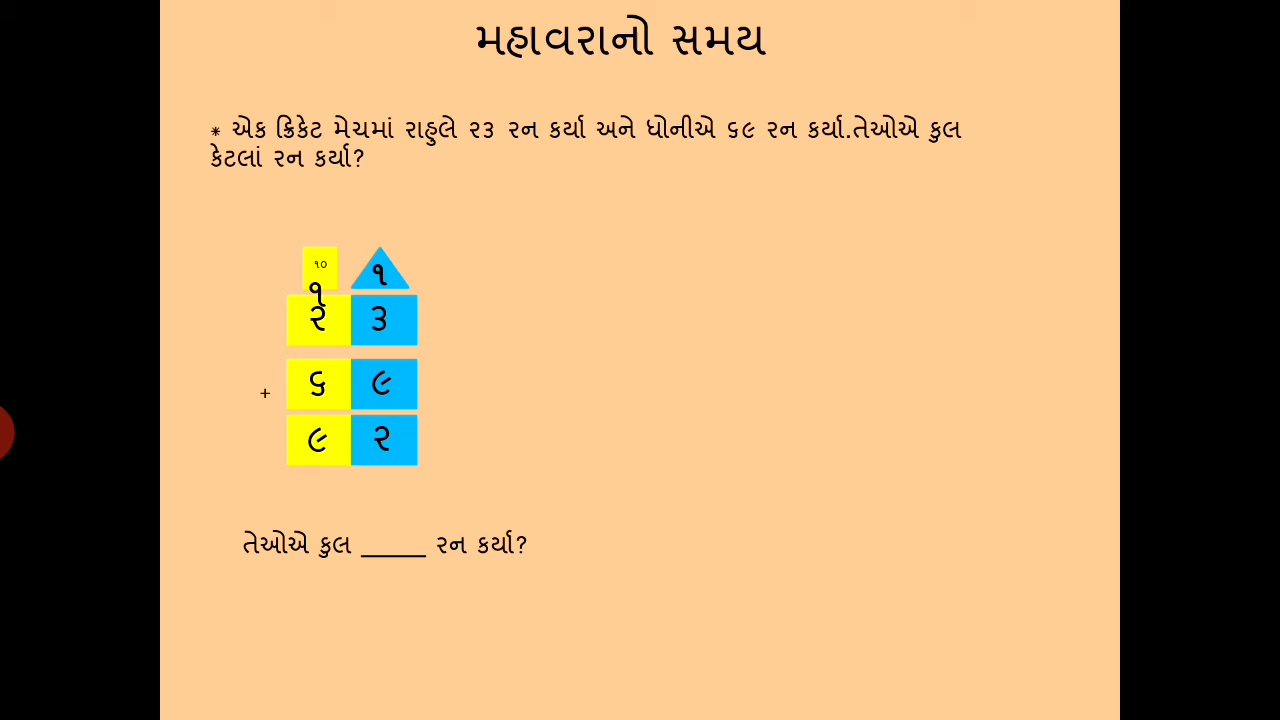 મહાવરાનો સમય
* એક ક્રિકેટ મેચમાં રાહુલે ૨૩ રન કર્યા અને ધોનીએ ૬૯ રન કર્યા.તેઓએ કુલ
કેટલાં રન કર્યા?
૧૦ ૧
૧
૨ ૩
+ ૬ ૯
૯ ૨
તેઓએ કુલ _____ રન કર્યા?